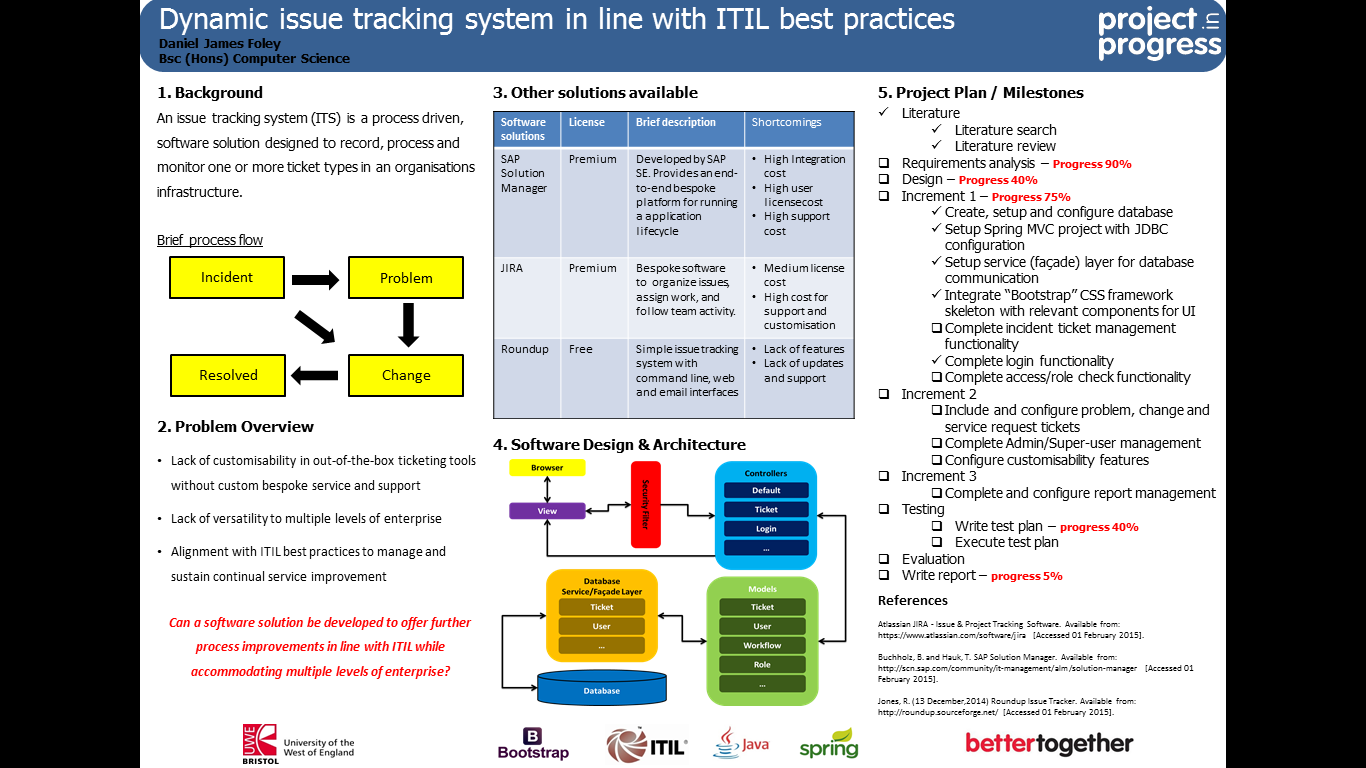 Dynamic issue tracking system in line with ITIL best practices
Daniel James Foley
Bsc (Hons) Computer Science
project in
progress
1. Background
An issue tracking system (ITS) is a process driven,
software solution designed to record, process and
monitor one or more ticket types in an organisations
infrastructure.
Brief process flow
Incident
Problem
Resolved
Change
2. Problem Overview
• Lack of customisability in out-of-the-box ticketing tools
without custom bespoke service and support
• Lack of versatility to multiple levels of enterprise
• Alignment with ITIL best practices to manage and
sustain continual service improvement
Can a software solution be developed to offer further
process improvements in line with ITIL while
accommodating multiple levels of enterprise?
3. Other solutions available
Software
solutions
License
Brief description
Shortcomings
SAP
Solution
Manager
Premium
Developed by SAP
SE. Provides an end-
to-end bespoke
platform for running
a application
lifecycle
• High Integration
cost
• High user
licensecost
• High support
cost
JIRA
Premium
Bespoke software
to organize issues,
assign work, and
follow team activity.
• Medium license
cost
• High cost for
support and
customisation
Roundup
Free
Simple issue tracking
system with
command line, web
and email interfaces
• Lack of features
• Lack of updates
and support
4. Software Design & Architecture
Browser
View
Security Filter
Controllers
Default
Ticket
Login
...
Database
Service/Façade Layer
Ticket
User
...
Database
Models
Ticket
User
Workflow
Role
...
5. Project Plan / Milestones
✓ Literature
✓ Literature search
✓ Literature review
❑ Requirements analysis – Progress 90%
❑ Design – Progress 40%
❑ Increment 1 – Progress 75%
✓ Create, setup and configure database
✓ Setup Spring MVC project with JDBC
configuration
✓ Setup service (façade) layer for database
communication
✓ Integrate “Bootstrap” CSS framework
skeleton with relevant components for UI
❑ Complete incident ticket management
functionality
✓ Complete login functionality
❑ Complete access/role check functionality
❑ Increment 2
❑ Include and configure problem, change and
service request tickets
❑ Complete Admin/Super-user management
❑ Configure customisability features
❑ Increment 3
❑ Complete and configure report management
❑ Testing
❑ Write test plan – progress 40%
❑ Execute test plan
❑ Evaluation
❑ Write report – progress 5%
References
Atlassian JIRA - Issue & Project Tracking Software. Available from:
https://www.atlassian.com/software/jira [Accessed 01 February 2015].
Buchholz, B. and Hauk, T. SAP Solution Manager. Available from:
http://scn.sap.com/community/it-management/alm/solution-manager [Accessed 01
February 2015].
Jones, R. (13 December,2014) Roundup Issue Tracker. Available from:
http://roundup.sourceforge.net/ [Accessed 01 February 2015].
UWE
BRISTOL
University of the
West of England
B
Bootstrap
ITIL®
Java
spring
bettertogether